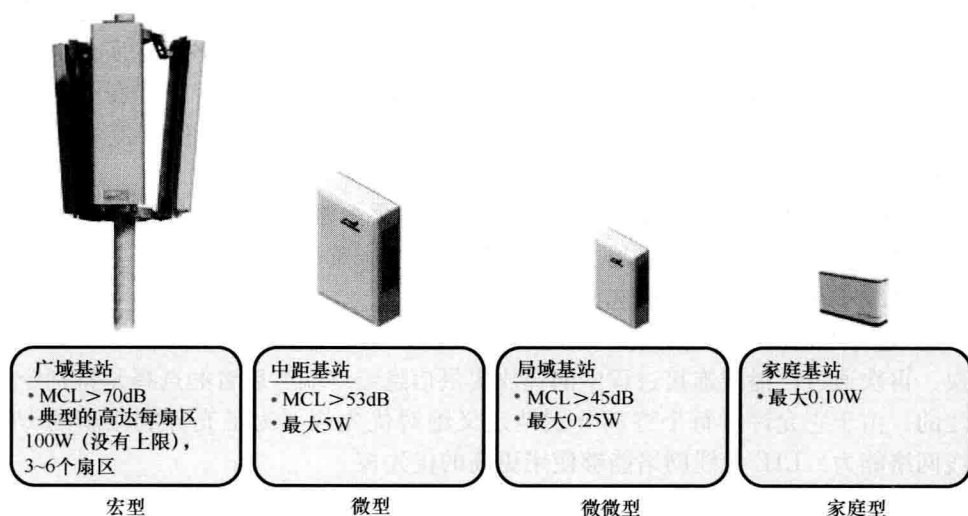 广域基站
• MCL＞70dB
• 典型的高达每扇区
100W（没有上限），
3~6个扇区
宏型
中距基站
• MCL＞53dB
• 最大5W
微型
局域基站
• MCL＞45dB
• 最大0.25W
微微型
家庭基站
• 最大0.10W
家庭型